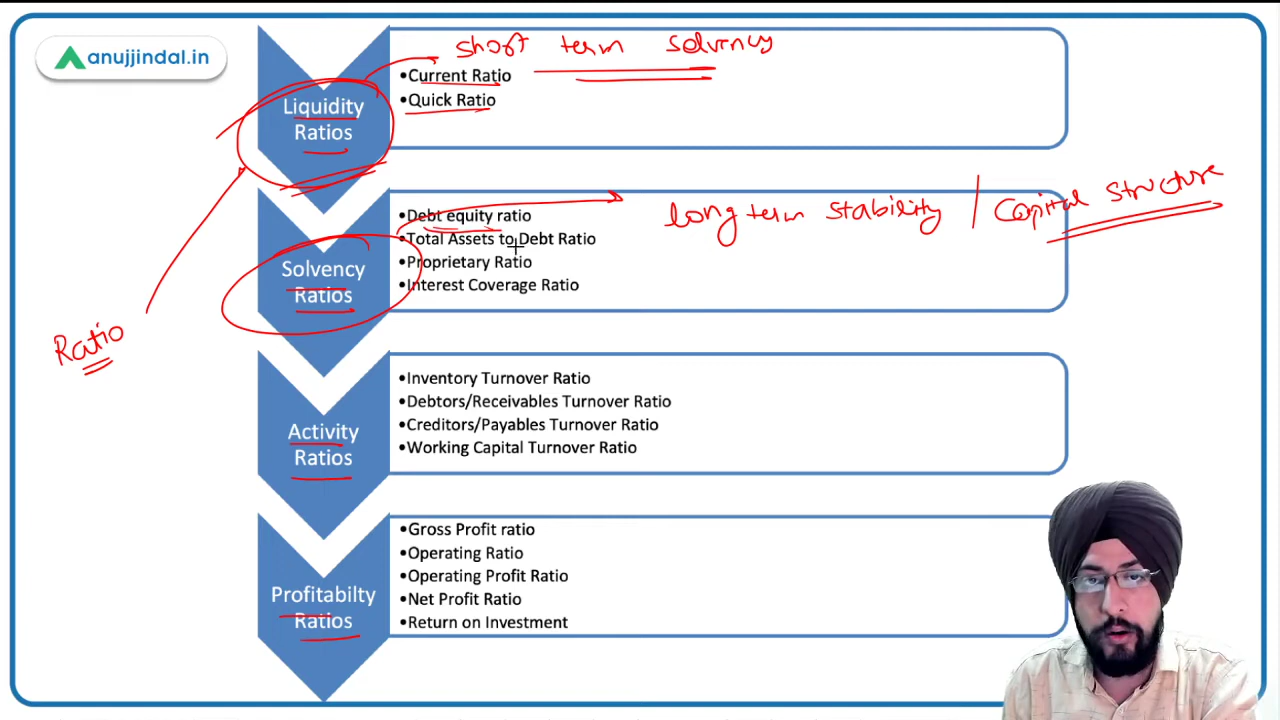 anujjindal.in
short term solvency
Liquidity
Ratios
•Current Ratio
•Quick Ratio
Solvency
Ratios
•Debt equity ratio
•Total Assets to Debt Ratio
•Proprietary Ratio
•Interest Coverage Ratio
long term stability / Capital Structure
Ratio
Activity
Ratios
•Inventory Turnover Ratio
•Debtors/Receivables Turnover Ratio
•Creditors/Payables Turnover Ratio
•Working Capital Turnover Ratio
Profitabilty
Ratios
•Gross Profit ratio
•Operating Ratio
•Operating Profit Ratio
•Net Profit Ratio
•Return on Investment